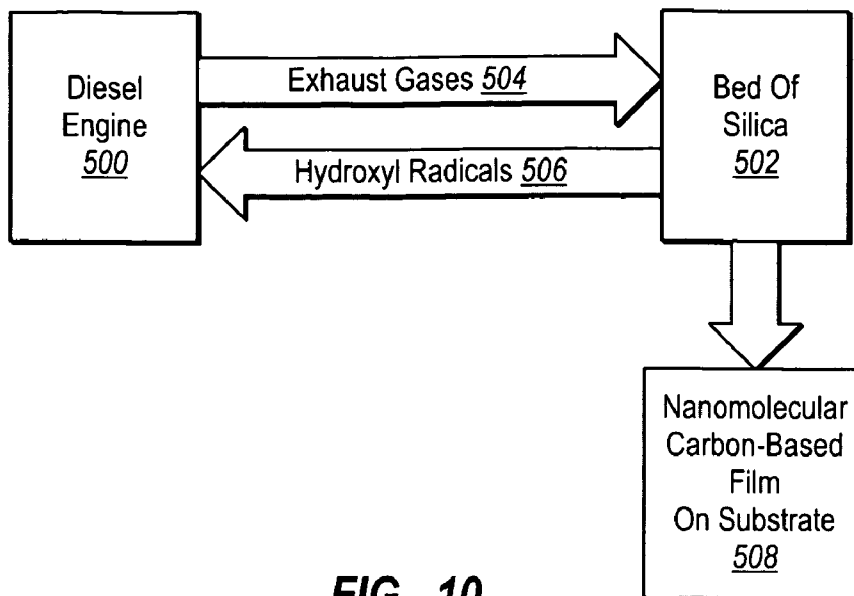 Diesel
Engine
500
Exhaust Gases 504
Hydroxyl Radicals 506
Bed Of
Silica
502
Nanomolecular
Carbon-Based
Film
On Substrate
508
FIG. 10